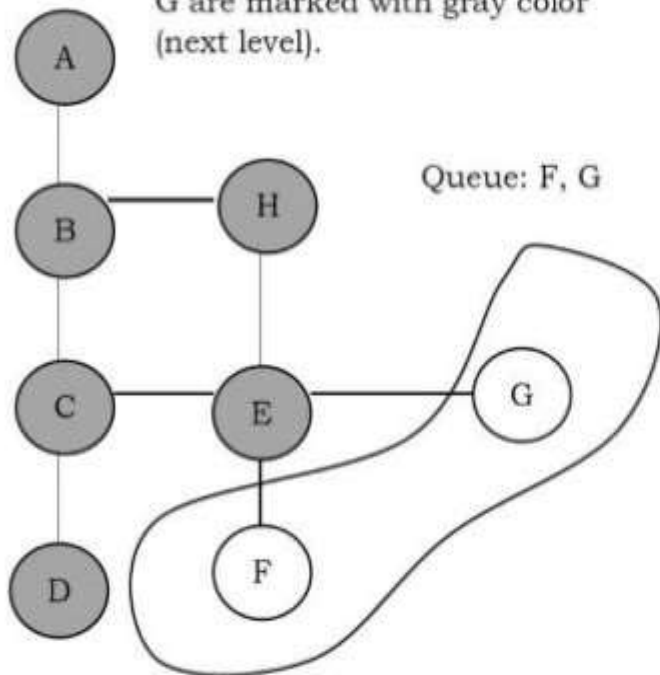 G are marked with gray color
(next level).
A
Queue: F, G
B
H
C
E
G
F
D